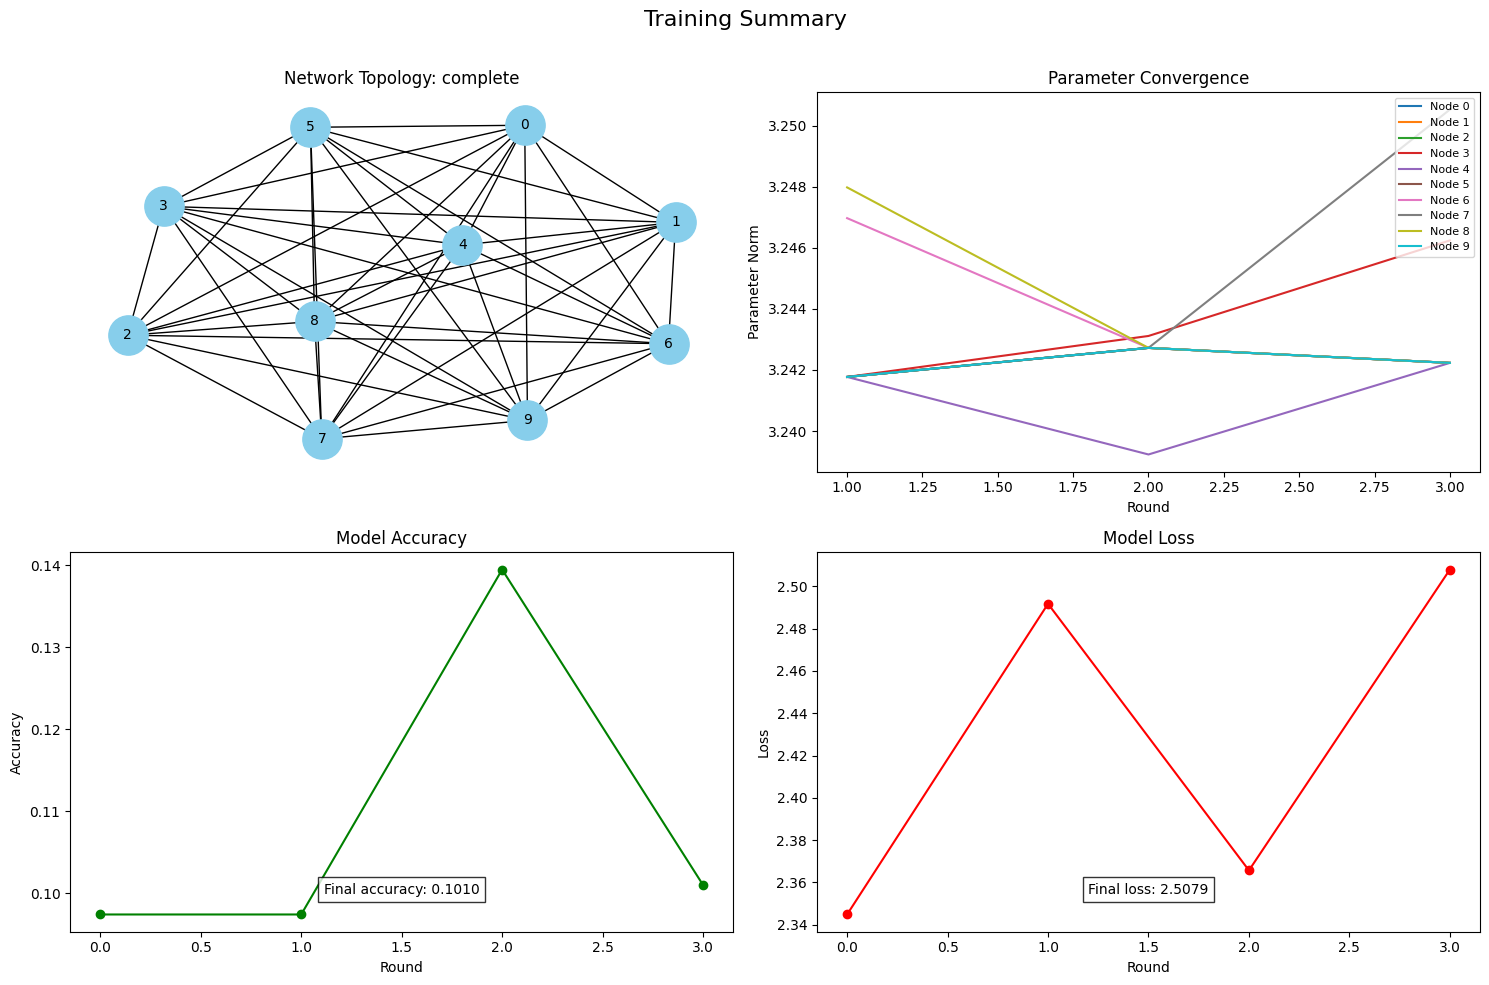 Training Summary
Network Topology: complete
5
0
3
1
4
8
2
6
9
7
Parameter Convergence
Parameter Norm
3.250
3.248
3.246
3.244
3.242
3.240
Node 0
Node 1
Node 2
Node 3
Node 4
Node 5
Node 6
Node 7
Node 8
Node 9
1.00 1.25 1.50 1.75 2.00 2.25 2.50 2.75 3.00
Round
Model Accuracy
Accuracy
0.14
0.13
0.12
0.11
0.10
Final accuracy: 0.1010
0.0 0.5 1.0 1.5 2.0 2.5 3.0
Round
Model Loss
Loss
2.50
2.48
2.46
2.44
2.42
2.40
2.38
2.36
2.34
Final loss: 2.5079
0.0 0.5 1.0 1.5 2.0 2.5 3.0
Round